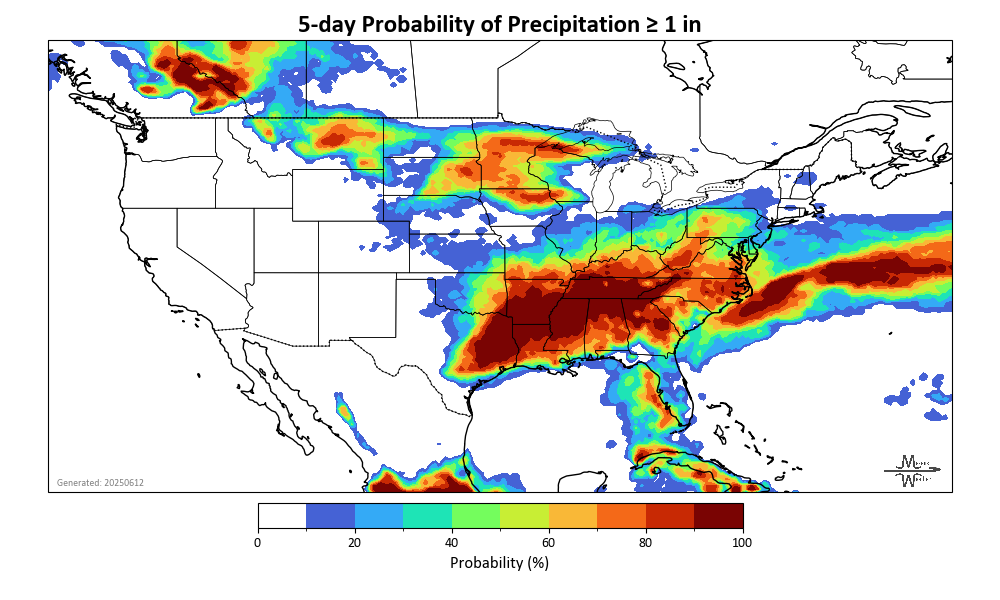 5-day Probability of Precipitation ≥ 1 in
Generated: 20250612
0 20 40 60 80 100
Probability (%)